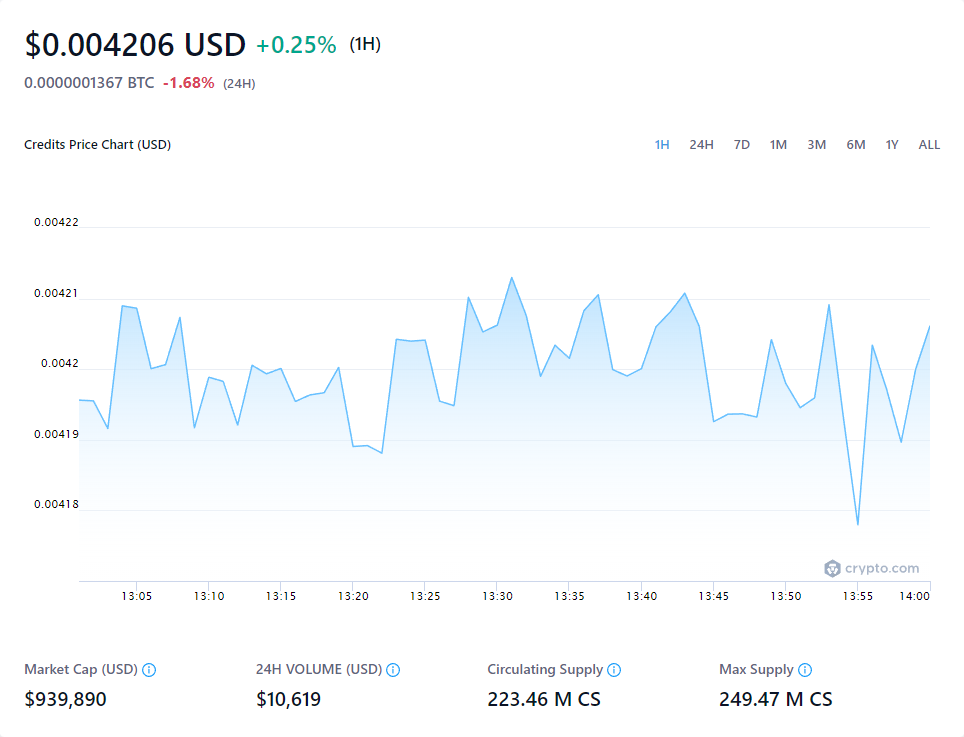 $0.004206 USD +0.25% (1H)
0.0000001367 BTC -1.68% (24H)
Credits Price Chart (USD) 1H 24H 7D 1M 3M 6M 1Y ALL
0.00422
0.00421
0.0042
0.00419
0.00418
crypto.com
13:05 13:10 13:15 13:20 13:25 13:30 13:35 13:40 13:45 13:50 13:55 14:00
Market Cap (USD) 24H VOLUME (USD) Circulating Supply Max Supply
$939,890 $10,619 223.46 M CS 249.47 M CS